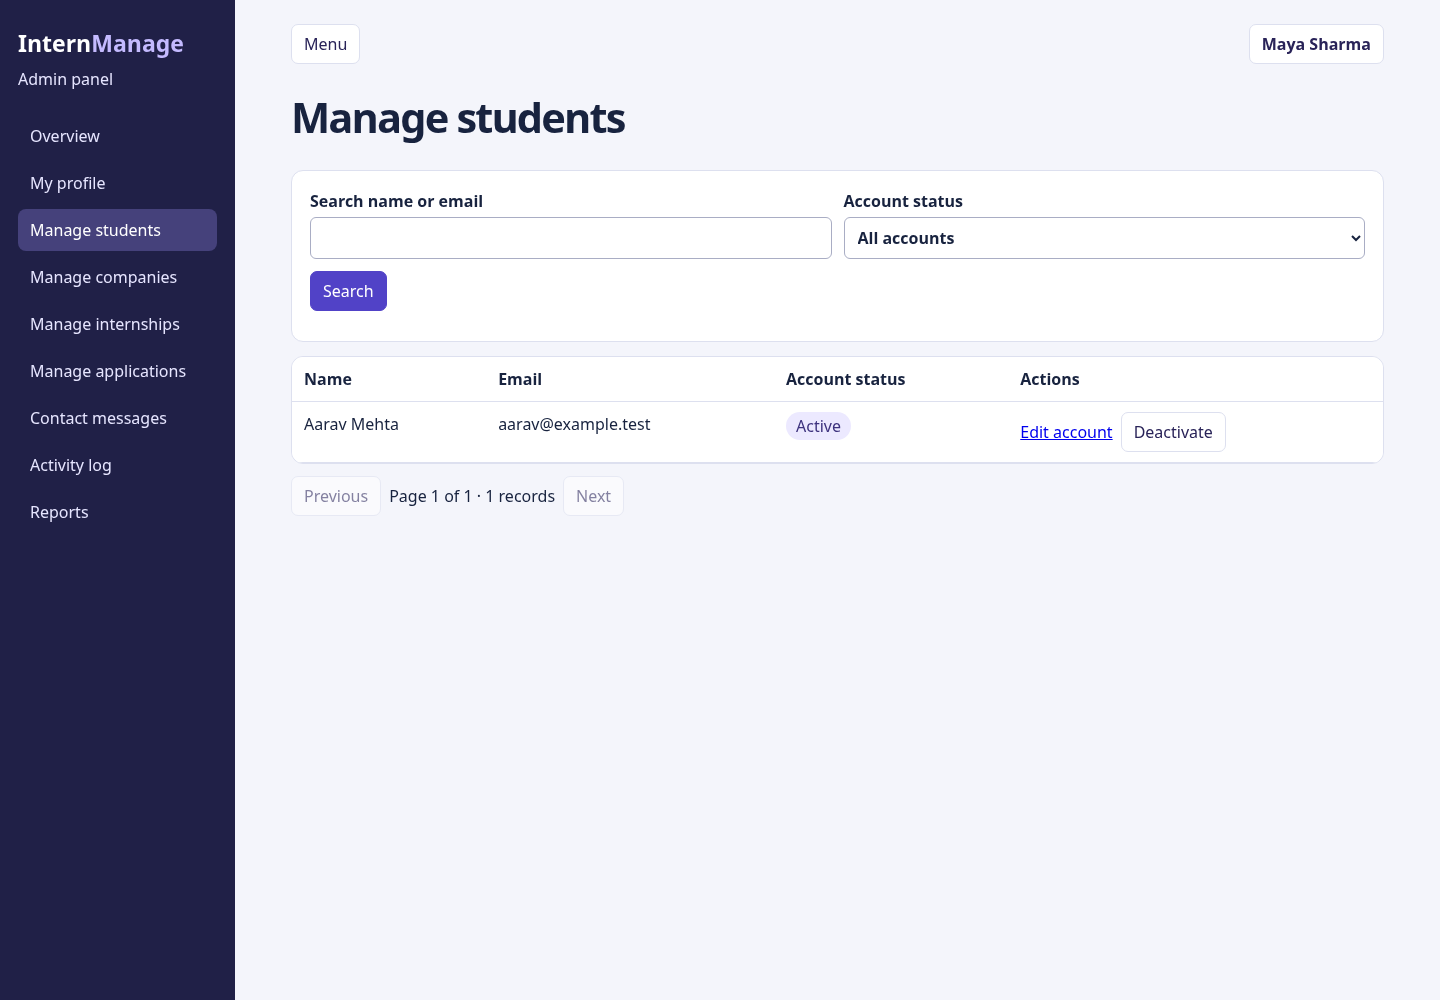 InternManage
Admin panel
Overview
My profile
Manage students
Manage companies
Manage internships
Manage applications
Contact messages
Activity log
Reports
Menu
Maya Sharma
Manage students
Search name or email
Account status
All accounts
Search
Name Email Account status Actions
Aarav Mehta aarav@example.test Active Edit account Deactivate
Previous Page 1 of 1 · 1 records Next